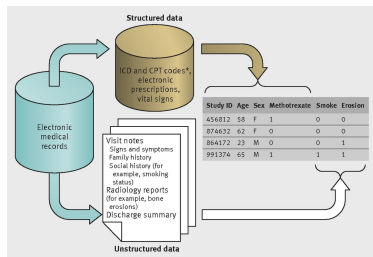 Structured data
ICD and CPT codes*,
electronic
prescriptions,
vital signs
Electronic
medical
records
Visit notes
Signs and symptoms
Family history
Social history (for
example, smoking
status)
Radiology reports
(for example, bone
erosions)
Discharge summary
Unstructured data
Study ID Age Sex Methotrexate Smoke Erosion
456812 58 F 1 0 0
874632 62 F 0 0 0
864172 23 M 0 0 1
991374 65 M 1 1 1